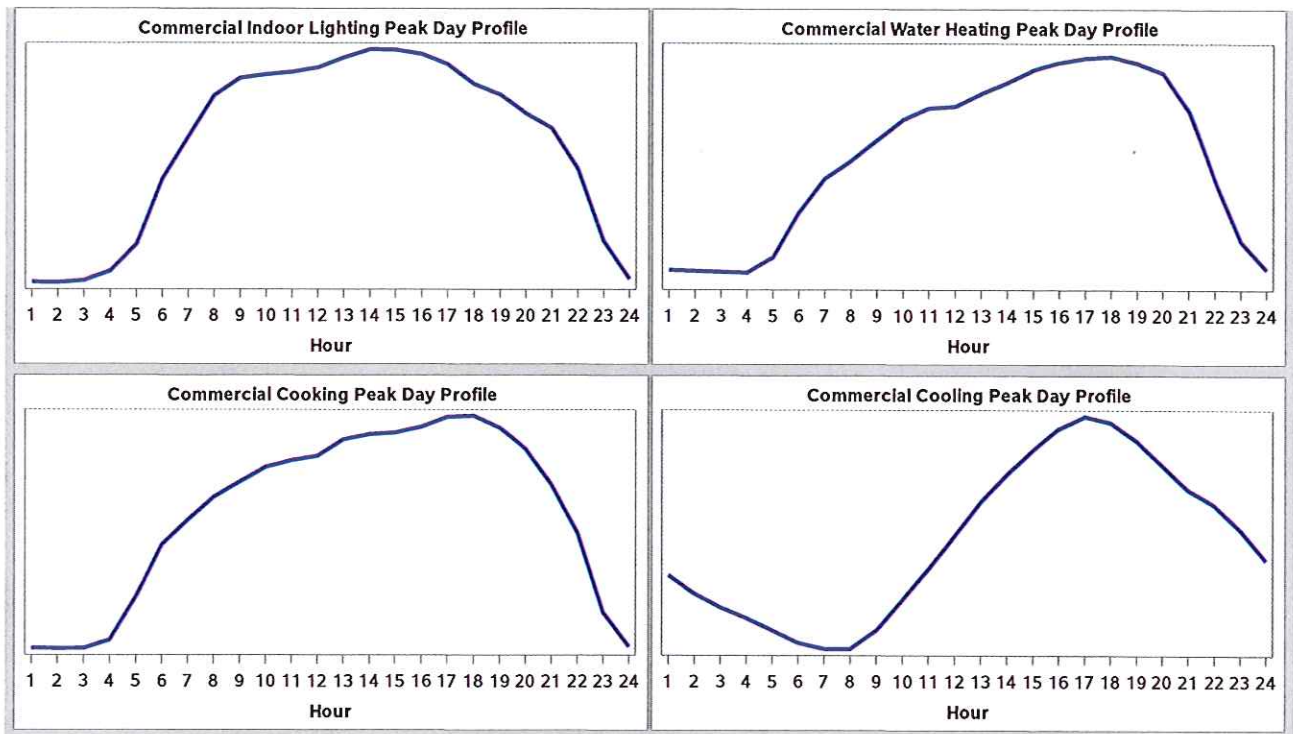 Commercial Indoor Lighting Peak Day Profile
1 2 3 4 5 6 7 8 9 10 11 12 13 14 15 16 17 18 19 20 21 22 23 24
Hour
Commercial Water Heating Peak Day Profile
1 2 3 4 5 6 7 8 9 10 11 12 13 14 15 16 17 18 19 20 21 22 23 24
Hour
Commercial Cooking Peak Day Profile
1 2 3 4 5 6 7 8 9 10 11 12 13 14 15 16 17 18 19 20 21 22 23 24
Hour
Commercial Cooling Peak Day Profile
1 2 3 4 5 6 7 8 9 10 11 12 13 14 15 16 17 18 19 20 21 22 23 24
Hour